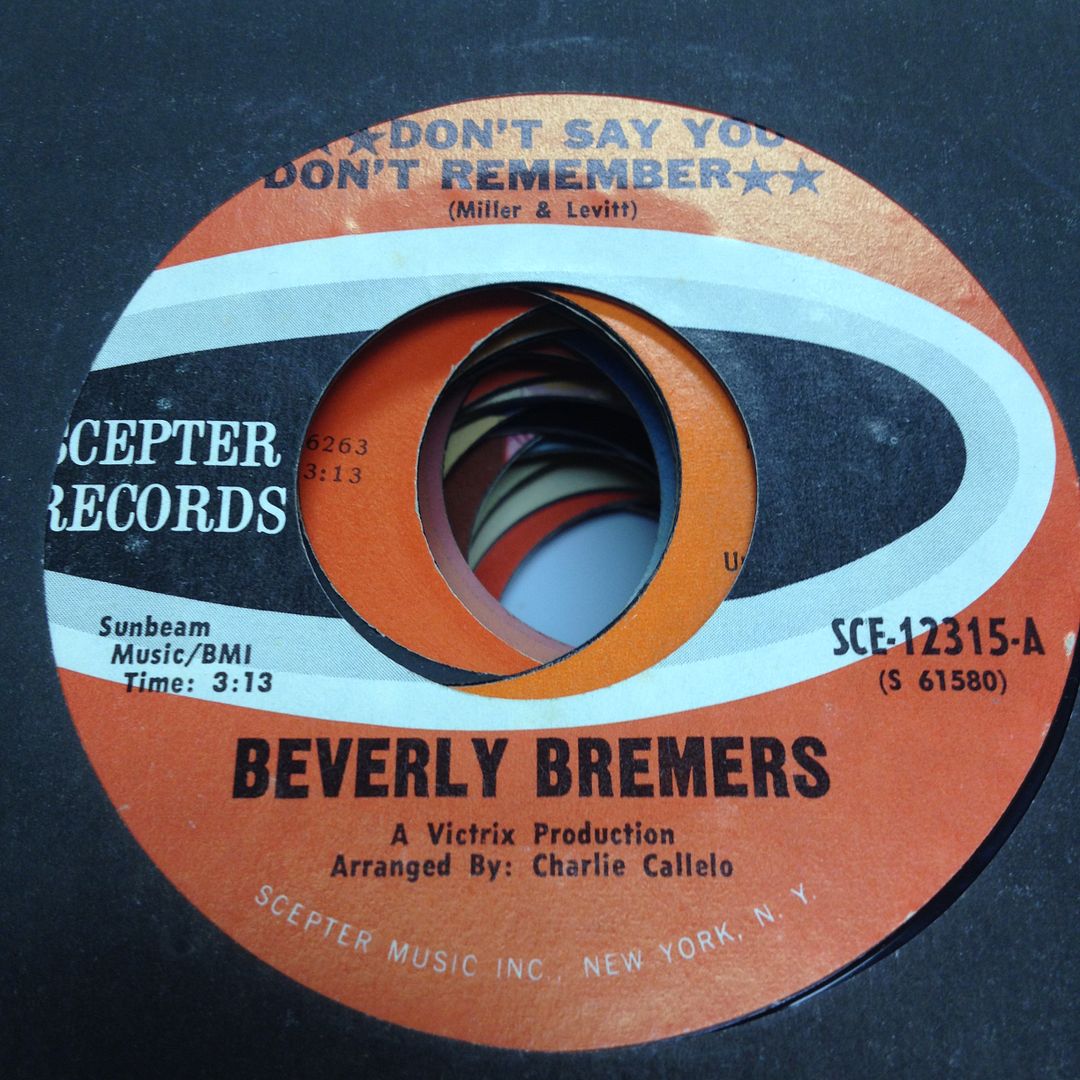 ★DON'T SAY YOU
DON'T REMEMBER★★
(Miller & Levitt)
SCEPTER
RECORDS
6263
3:13
Sunbeam
Music/BMI
Time: 3:13
SCE-12315-A
(S 61580)
BEVERLY BREMERS
A Victrix Production
Arranged By: Charlie Callelo
SCEPTER MUSIC INC., NEW YORK, N. Y.